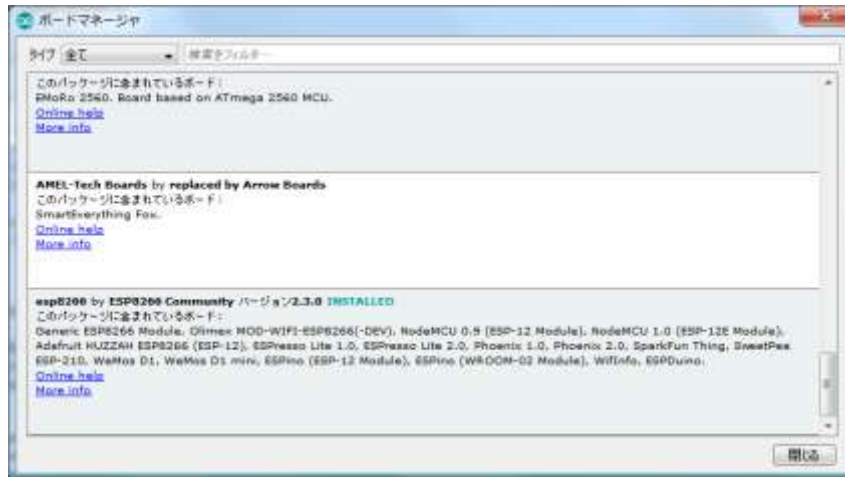 ボードマネージャ
タイプ 全て 検索をフィルター
このパッケージに含まれているボード:
EMoRo 2560. Board based on ATmega 2560 MCU.
Online help
More info
AMEL-Tech Boards by replaced by Arrow Boards
このパッケージに含まれているボード:
SmartEverything Fox.
Online help
More info
esp8266 by ESP8266 Community バージョン2.3.0 INSTALLED
このパッケージに含まれているボード:
Generic ESP8266 Module, Olimex MOD-WIFI-ESP8266(-DEV), NodeMCU 0.9 (ESP-12 Module), NodeMCU 1.0 (ESP-12E Module),
Adafruit HUZZAH ESP8266 (ESP-12), ESPresso Lite 1.0, ESPresso Lite 2.0, Phoenix 1.0, Phoenix 2.0, SparkFun Thing, SweetPea
ESP-210, WeMos D1, WeMos D1 mini, ESPino (ESP-12 Module), ESPino (WROOM-02 Module), WifInfo, ESPDuino.
Online help
More info
閉じる